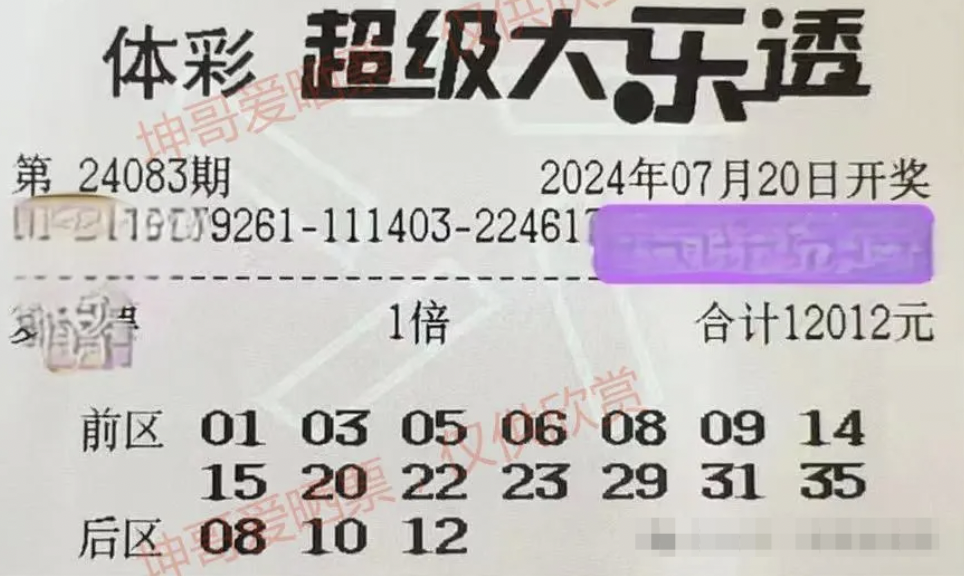 体彩 超级大乐透
第 24083期 2024年07月20日开奖
9261-111403-224617
1倍 合计12012元
前区 01 03 05 06 08 09 14
15 20 22 23 29 31 35
后区 08 10 12
坤哥爱晒票,仅供欣赏
坤哥爱晒票,仅供欣赏